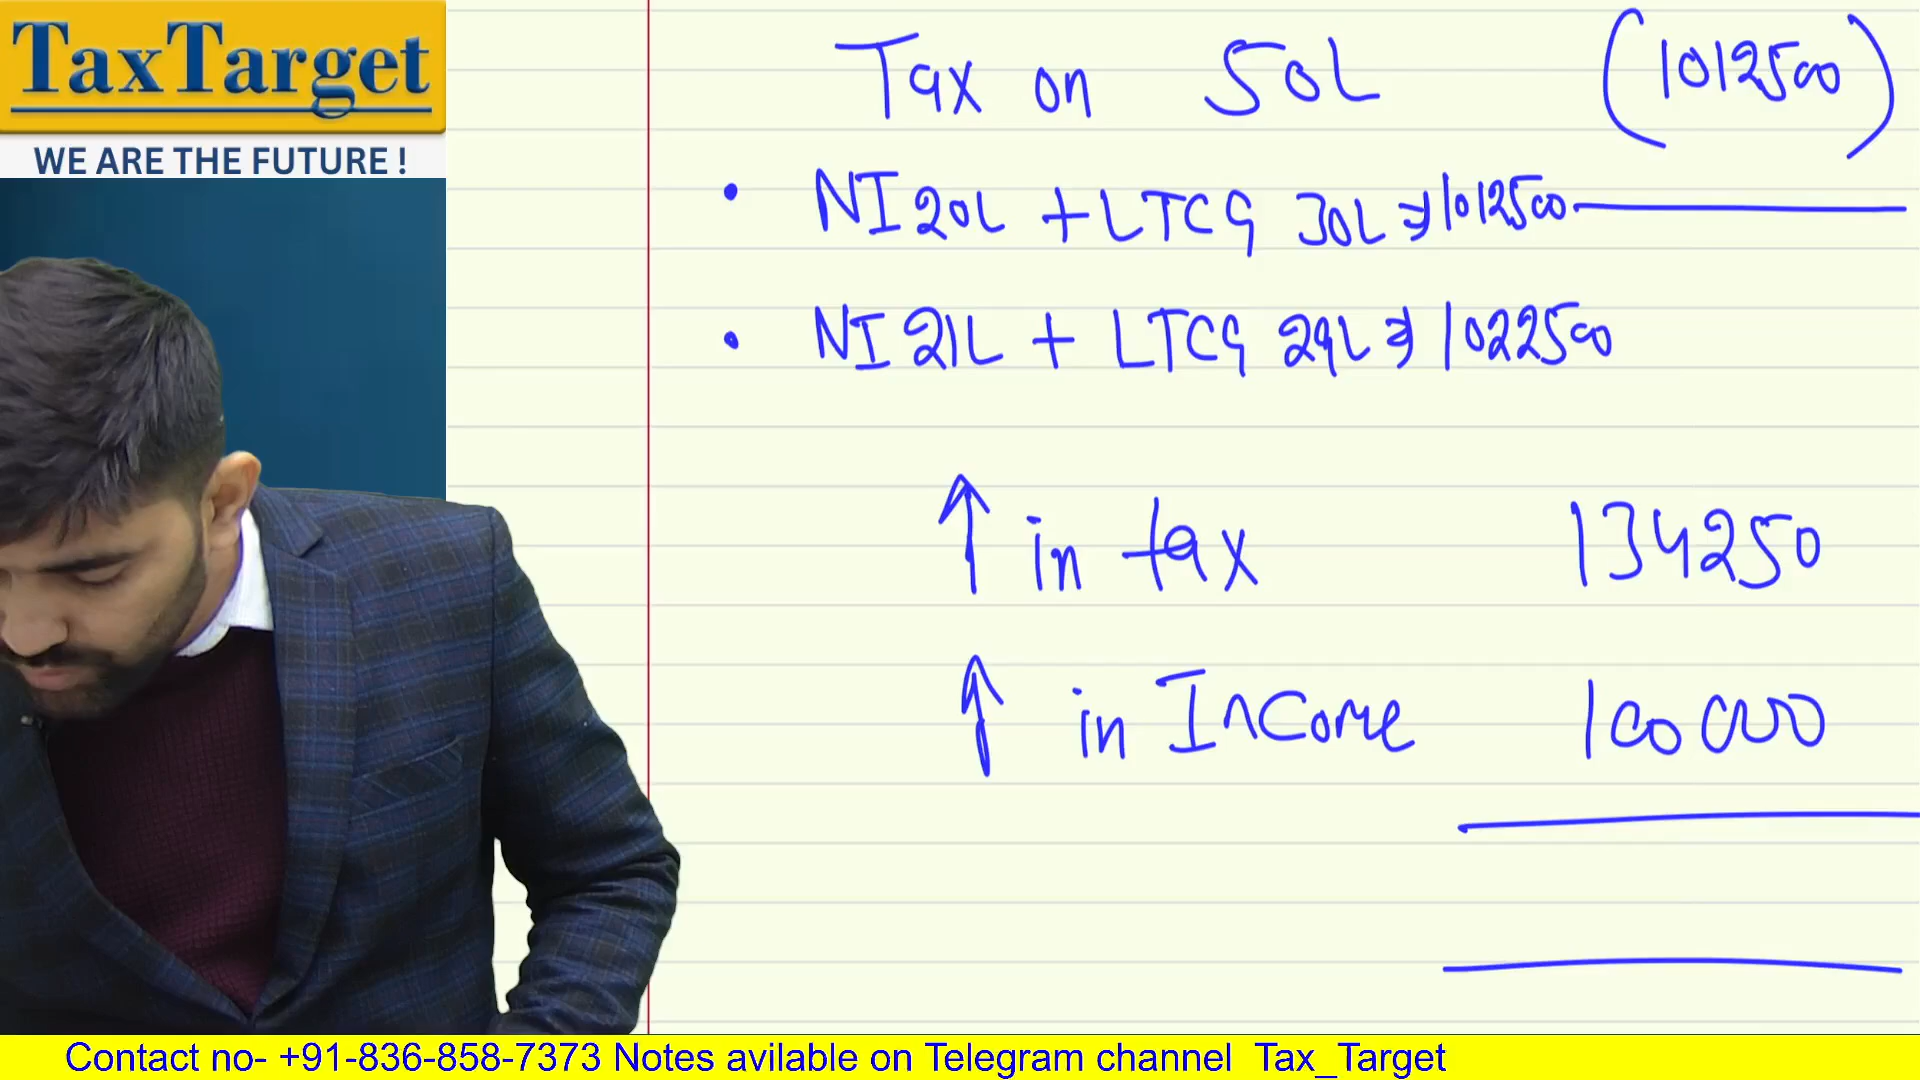 TaxTarget
WE ARE THE FUTURE !
Tax on 50L (1012500)
• NI 20L + LTCG 30L ⇒ 1012500
• NI 21L + LTCG 29L ⇒ 1022500
↑ in tax 134250
↑ in Income 100000
Contact no- +91-836-858-7373 Notes avilable on Telegram channel Tax_Target